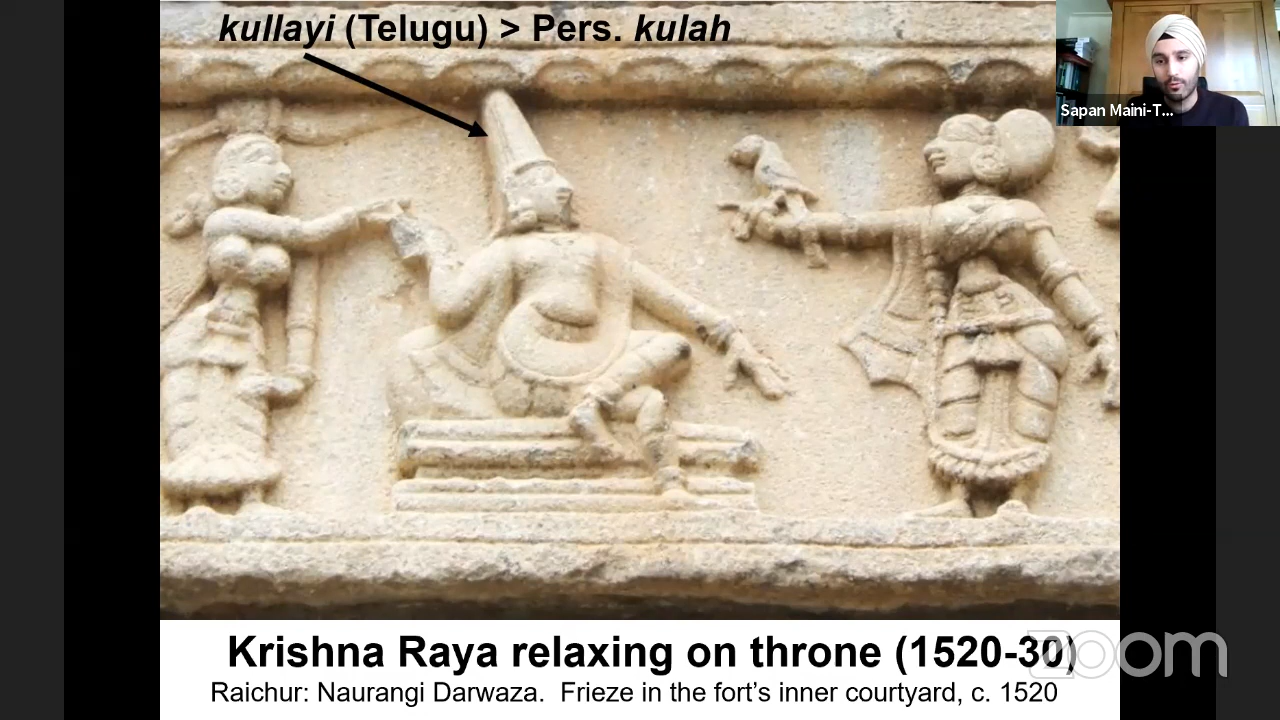 kullayi (Telugu) > Pers. kulah
Sapan Maini-T...
Krishna Raya relaxing on throne (1520-30)
Raichur: Naurangi Darwaza. Frieze in the fort's inner courtyard, c. 1520
zoom